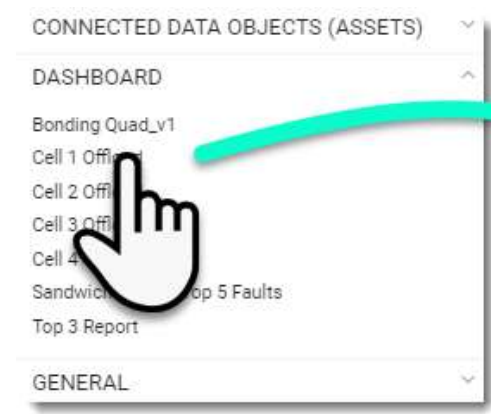 CONNECTED DATA OBJECTS (ASSETS)
DASHBOARD
Bonding Quad_v1
Cell 1
Cell 2
Cell 3
Cell 4
5 Faults
Top 3 Report
GENERAL